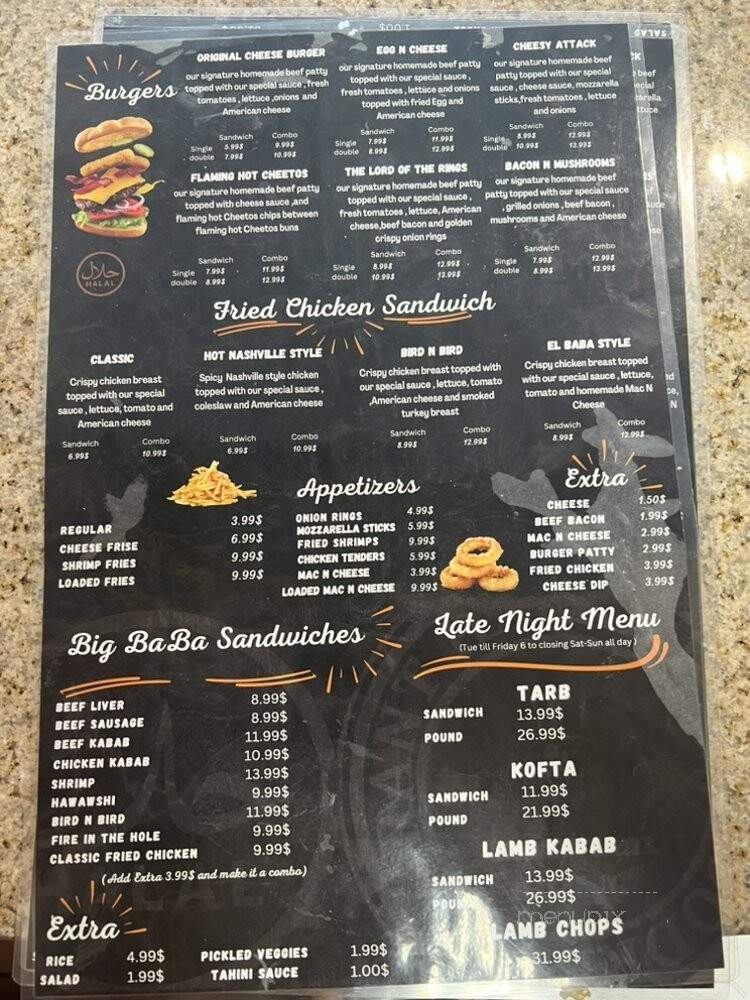 Burgers
حلال
HALAL
ORIGINAL CHEESE BURGER
our signature homemade beef patty
topped with our special sauce , fresh
tomatoes , lettuce ,onions and
American cheese
Sandwich Combo
Single 5.99$ 9.99$
double 7.99$ 10.99$
EGG N CHEESE
our signature homemade beef patty
topped with our special sauce ,
fresh tomatoes , lettuce and onions
topped with fried Egg and
American cheese
Sandwich Combo
Single 7.99$ 11.99$
double 8.99$ 12.99$
CHEESY ATTACK
our signature homemade beef
patty topped with our special
sauce , cheese sauce, mozzarella
sticks,fresh tomatoes , lettuce
and onions
Sandwich Combo
Single 8.99$ 12.99$
double 10.99$ 13.99$
FLAMING HOT CHEETOS
our signature homemade beef patty
topped with cheese sauce ,and
flaming hot Cheetos chips between
flaming hot Cheetos buns
Sandwich Combo
Single 7.99$ 11.99$
double 8.99$ 12.99$
THE LORD OF THE RINGS
our signature homemade beef patty
topped with our special sauce ,
fresh tomatoes , lettuce, American
cheese,beef bacon and golden
crispy onion rings
Sandwich Combo
Single 8.99$ 12.99$
double 10.99$ 13.99$
BACON N MUSHROOMS
our signature homemade beef
patty topped with our special sauce
, grilled onions , beef bacon ,
mushrooms and American cheese
Sandwich Combo
Single 7.99$ 12.99$
double 8.99$ 13.99$
Fried Chicken Sandwich
CLASSIC
Crispy chicken breast
topped with our special
sauce , lettuce, tomato and
American cheese
Sandwich Combo
6.99$ 10.99$
HOT NASHVILLE STYLE
Spicy Nashville style chicken
topped with our special sauce ,
coleslaw and American cheese
Sandwich Combo
6.99$ 10.99$
BIRD N BIRD
Crispy chicken breast topped with
our special sauce , lettuce, tomato
,American cheese and smoked
turkey breast
Sandwich Combo
8.99$ 12.99$
EL BABA STYLE
Crispy chicken breast topped
with our special sauce , lettuce,
tomato and homemade Mac N
Cheese
Sandwich Combo
8.99$ 12.99$
REGULAR 3.99$
CHEESE FRISE 6.99$
SHRIMP FRIES 9.99$
LOADED FRIES 9.99$
Appetizers
ONION RINGS 4.99$
MOZZARELLA STICKS 5.99$
FRIED SHRIMPS 9.99$
CHICKEN TENDERS 5.99$
MAC N CHEESE 3.99$
LOADED MAC N CHEESE 9.99$
Extra
CHEESE 1.50$
BEEF BACON 1.99$
MAC N CHEESE 2.99$
BURGER PATTY 2.99$
FRIED CHICKEN 3.99$
CHEESE DIP 3.99$
Big BaBa Sandwiches
BEEF LIVER 8.99$
BEEF SAUSAGE 8.99$
BEEF KABAB 11.99$
CHICKEN KABAB 10.99$
SHRIMP 13.99$
HAWAWSHI 9.99$
BIRD N BIRD 11.99$
FIRE IN THE HOLE 9.99$
CLASSIC FRIED CHICKEN 9.99$
(Add Extra 3.99$ and make it a combo)
Extra
RICE 4.99$ PICKLED VEGGIES 1.99$
SALAD 1.99$ TAHINI SAUCE 1.00$
Late Night Menu
(Tue till Friday 6 to closing Sat-Sun all day )
TARB
SANDWICH 13.99$
POUND 26.99$
KOFTA
SANDWICH 11.99$
POUND 21.99$
LAMB KABAB
SANDWICH 13.99$
POUND 26.99$
menupix
LAMB CHOPS
31.99$